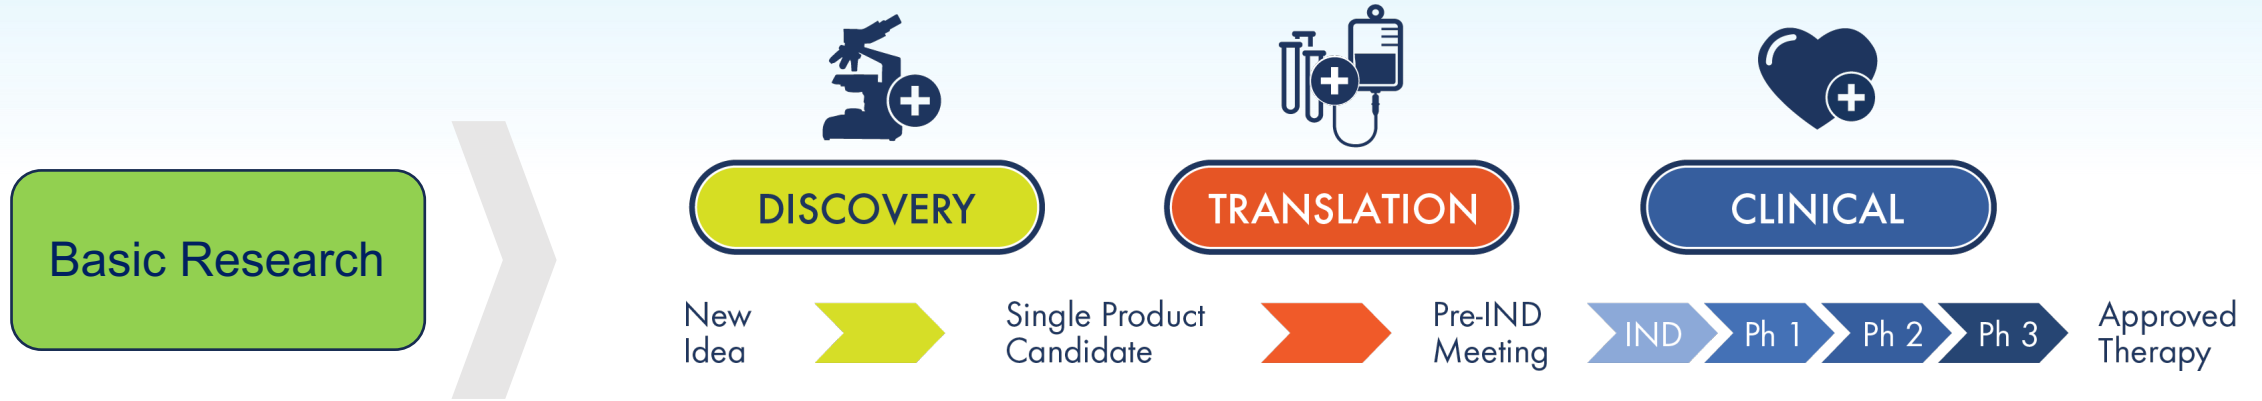 Basic Research
DISCOVERY
TRANSLATION
CLINICAL
New
Idea
Single Product
Candidate
Pre-IND
Meeting
IND
Ph 1
Ph 2
Ph 3
Approved
Therapy